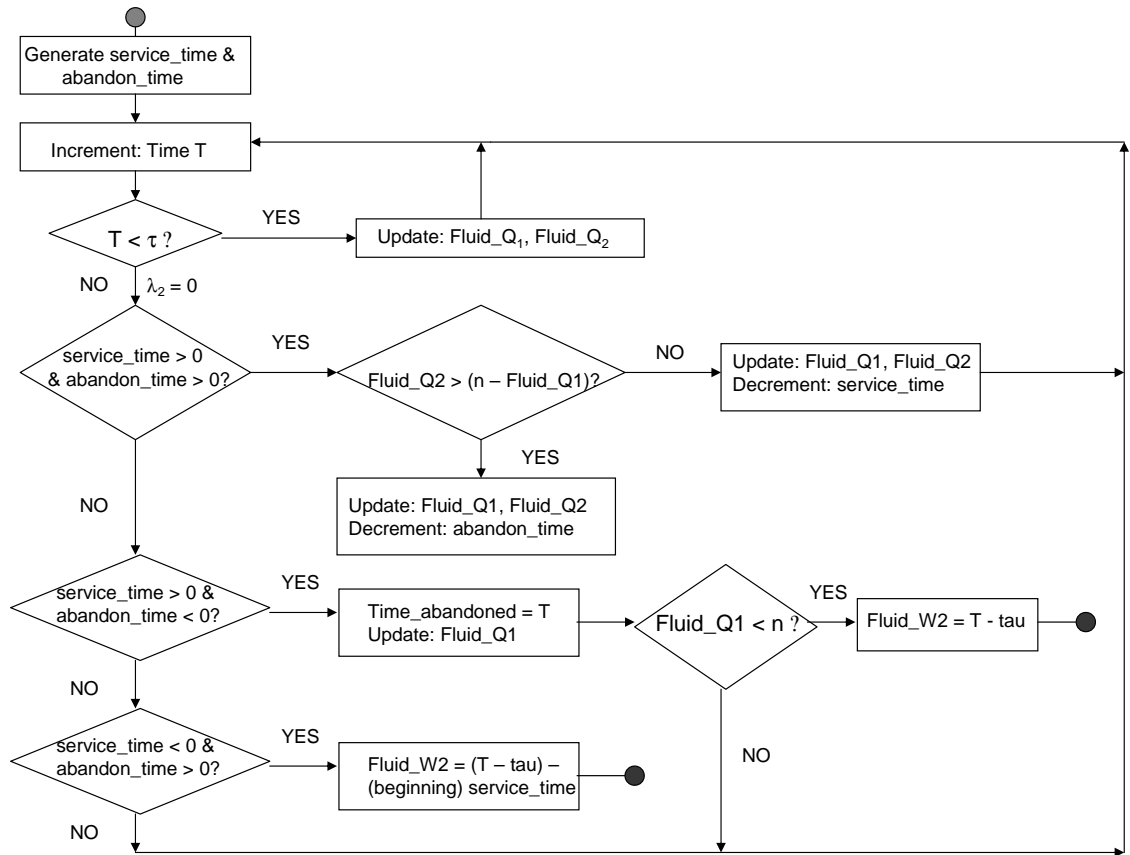 Generate service_time &
abandon_time
Increment: Time T
T < τ ?
YES
Update: Fluid_Q₁, Fluid_Q₂
NO
λ₂ = 0
service_time > 0
& abandon_time > 0?
YES
Fluid_Q2 > (n – Fluid_Q1)?
NO
Update: Fluid_Q1, Fluid_Q2
Decrement: service_time
YES
Update: Fluid_Q1, Fluid_Q2
Decrement: abandon_time
NO
service_time > 0 &
abandon_time < 0?
YES
Time_abandoned = T
Update: Fluid_Q1
Fluid_Q1 < n ?
YES
Fluid_W2 = T - tau
NO
NO
service_time < 0 &
abandon_time > 0?
YES
Fluid_W2 = (T – tau) –
(beginning) service_time
NO